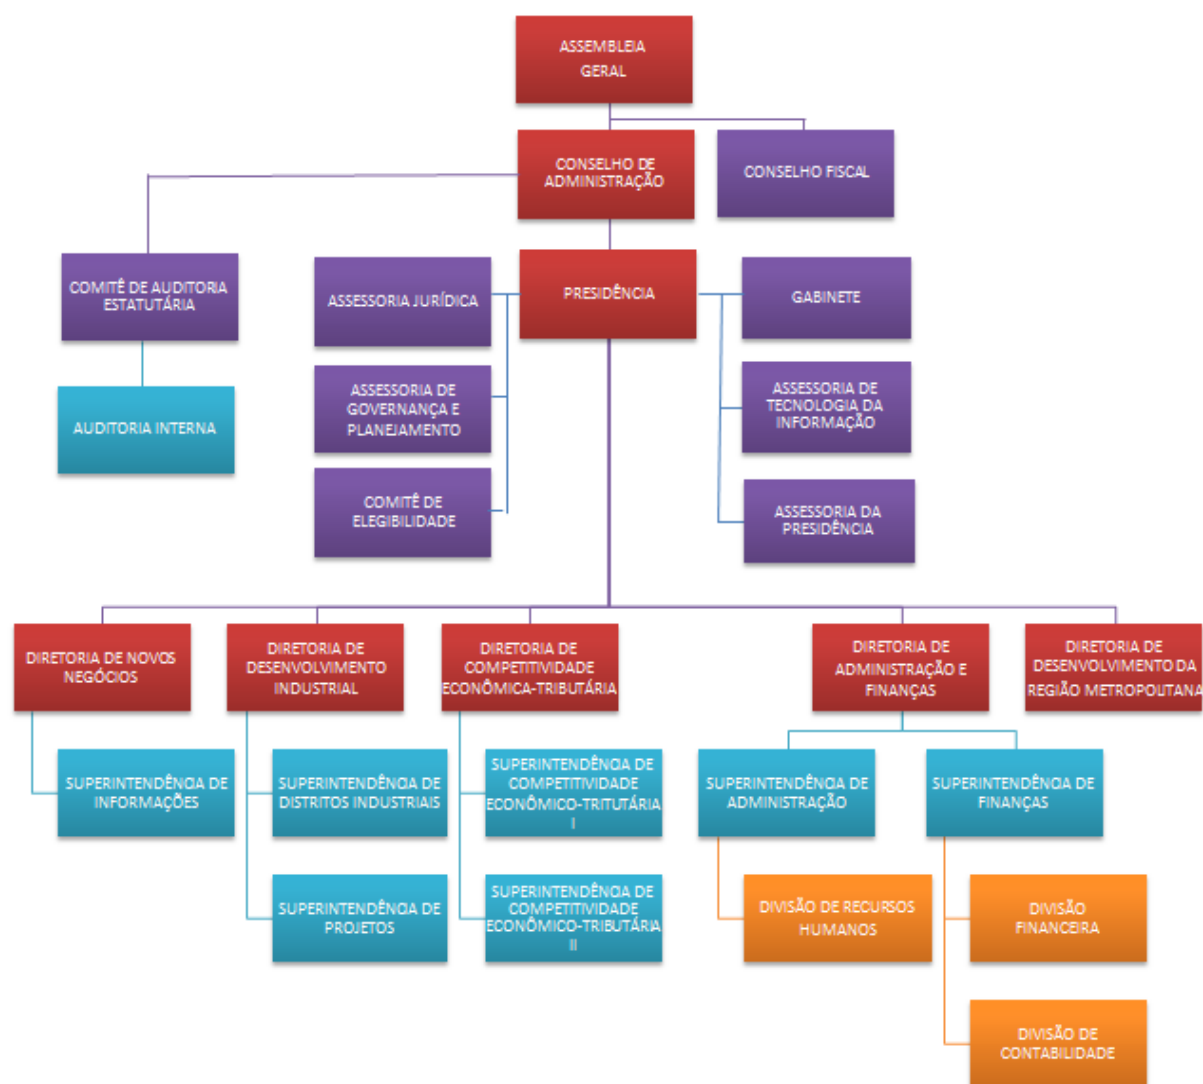 ASSEMBLEIA
GERAL
CONSELHO DE
ADMINISTRAÇÃO
CONSELHO FISCAL
COMITÊ DE AUDITORIA
ESTATUTÁRIA
ASSESSORIA JURÍDICA
PRESIDÊNCIA
GABINETE
ASSESSORIA DE
GOVERNANÇA E
PLANEJAMENTO
ASSESSORIA DE
TECNOLOGIA DA
INFORMAÇÃO
AUDITORIA INTERNA
COMITÊ DE
ELEGIBILIDADE
ASSESSORIA DA
PRESIDÊNCIA
DIRETORIA DE NOVOS
NEGÓCIOS
DIRETORIA DE
DESENVOLVIMENTO
INDUSTRIAL
DIRETORIA DE
COMPETITIVIDADE
ECONÔMICA-TRIBUTÁRIA
DIRETORIA DE
ADMINISTRAÇÃO E
FINANÇAS
DIRETORIA DE
DESENVOLVIMENTO DA
REGIÃO METROPOLITANA
SUPERINTENDÊNCIA DE
INFORMAÇÕES
SUPERINTENDÊNCIA DE
DISTRITOS INDUSTRIAIS
SUPERINTENDÊNCIA DE
COMPETITIVIDADE
ECONÔMICO-TRITUTÁRIA
I
SUPERINTENDÊNCIA DE
ADMINISTRAÇÃO
SUPERINTENDÊNCIA DE
FINANÇAS
SUPERINTENDÊNCIA DE
PROJETOS
SUPERINTENDÊNCIA DE
COMPETITIVIDADE
ECONÔMICO-TRIBUTÁRIA
II
DIVISÃO DE RECURSOS
HUMANOS
DIVISÃO
FINANCEIRA
DIVISÃO DE
CONTABILIDADE